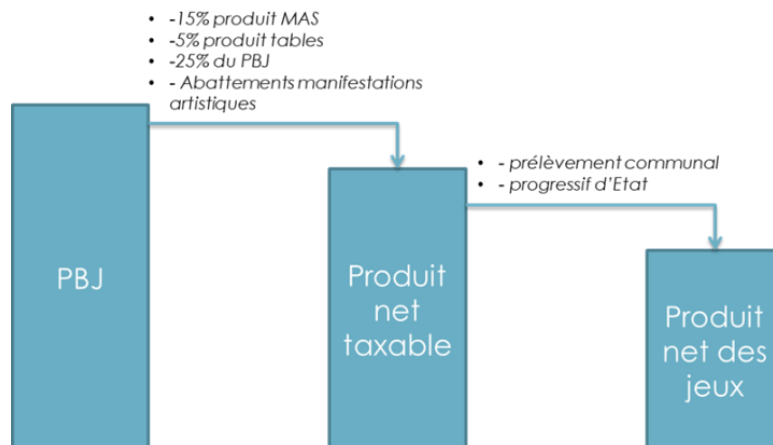 • -15% produit MAS
• -5% produit tables
• -25% du PBJ
• - Abattements manifestations
artistiques
PBJ
• - prélèvement communal
• - progressif d'Etat
Produit
net
taxable
Produit
net des
jeux